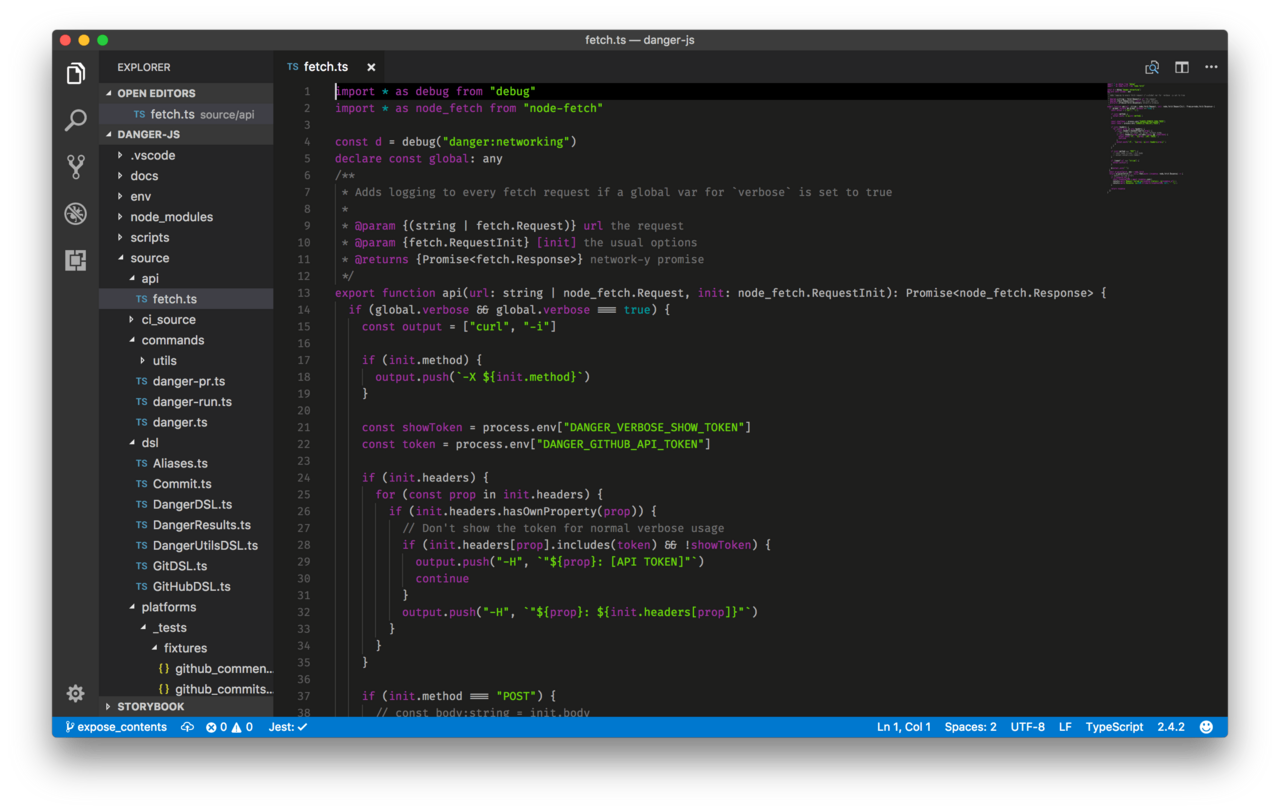 fetch.ts — danger-js
EXPLORER
OPEN EDITORS
TS fetch.ts source/api
DANGER-JS
.vscode
docs
env
node_modules
scripts
source
api
TS fetch.ts
ci_source
commands
utils
TS danger-pr.ts
TS danger-run.ts
TS danger.ts
dsl
TS Aliases.ts
TS Commit.ts
TS DangerDSL.ts
TS DangerResults.ts
TS DangerUtilsDSL.ts
TS GitDSL.ts
TS GitHubDSL.ts
platforms
_tests
fixtures
{} github_commen...
{} github_commits...
STORYBOOK
TS fetch.ts ×
1 import * as debug from "debug"
2 import * as node_fetch from "node-fetch"
3
4 const d = debug("danger:networking")
5 declare const global: any
6 /**
7 * Adds logging to every fetch request if a global var for `verbose` is set to true
8 *
9 * @param {(string | fetch.Request)} url the request
10 * @param {fetch.RequestInit} [init] the usual options
11 * @returns {Promise<fetch.Response>} network-y promise
12 */
13 export function api(url: string | node_fetch.Request, init: node_fetch.RequestInit): Promise<node_fetch.Response> {
14 if (global.verbose && global.verbose === true) {
15 const output = ["curl", "-i"]
16
17 if (init.method) {
18 output.push(`-X ${init.method}`)
19 }
20
21 const showToken = process.env["DANGER_VERBOSE_SHOW_TOKEN"]
22 const token = process.env["DANGER_GITHUB_API_TOKEN"]
23
24 if (init.headers) {
25 for (const prop in init.headers) {
26 if (init.headers.hasOwnProperty(prop)) {
27 // Don't show the token for normal verbose usage
28 if (init.headers[prop].includes(token) && !showToken) {
29 output.push("-H", `"${prop}: [API TOKEN]"`)
30 continue
31 }
32 output.push("-H", `"${prop}: ${init.headers[prop]}"`)
33 }
34 }
35 }
36
37 if (init.method === "POST") {
38 // const body:string = init.body
expose_contents 0 0 Jest: ✓ Ln 1, Col 1 Spaces: 2 UTF-8 LF TypeScript 2.4.2